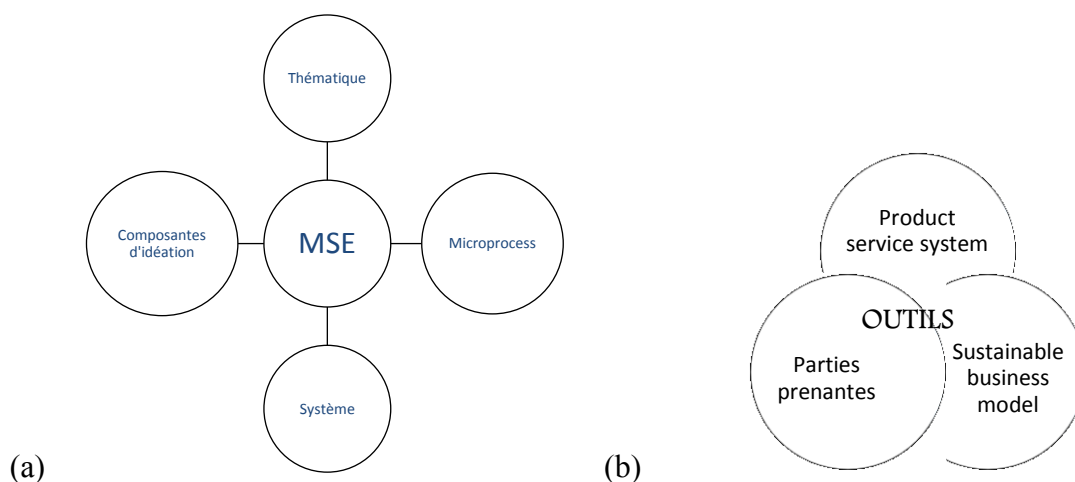 Thématique
Composantes
d'idéation
MSE
Microprocess
Système
(a)
Product
service system
OUTILS
Parties
prenantes
Sustainable
business
model
(b)